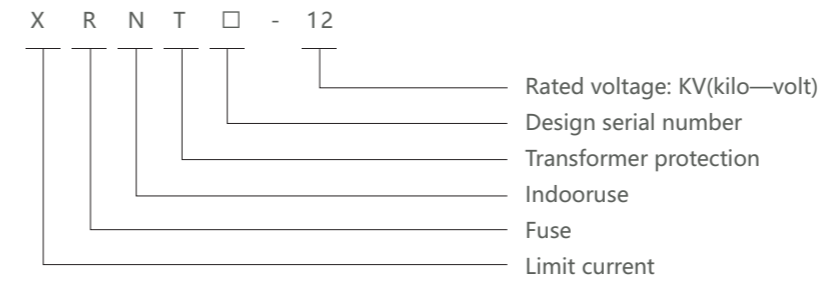 X R N T □ - 12
Rated voltage: KV(kilo—volt)
Design serial number
Transformer protection
Indooruse
Fuse
Limit current